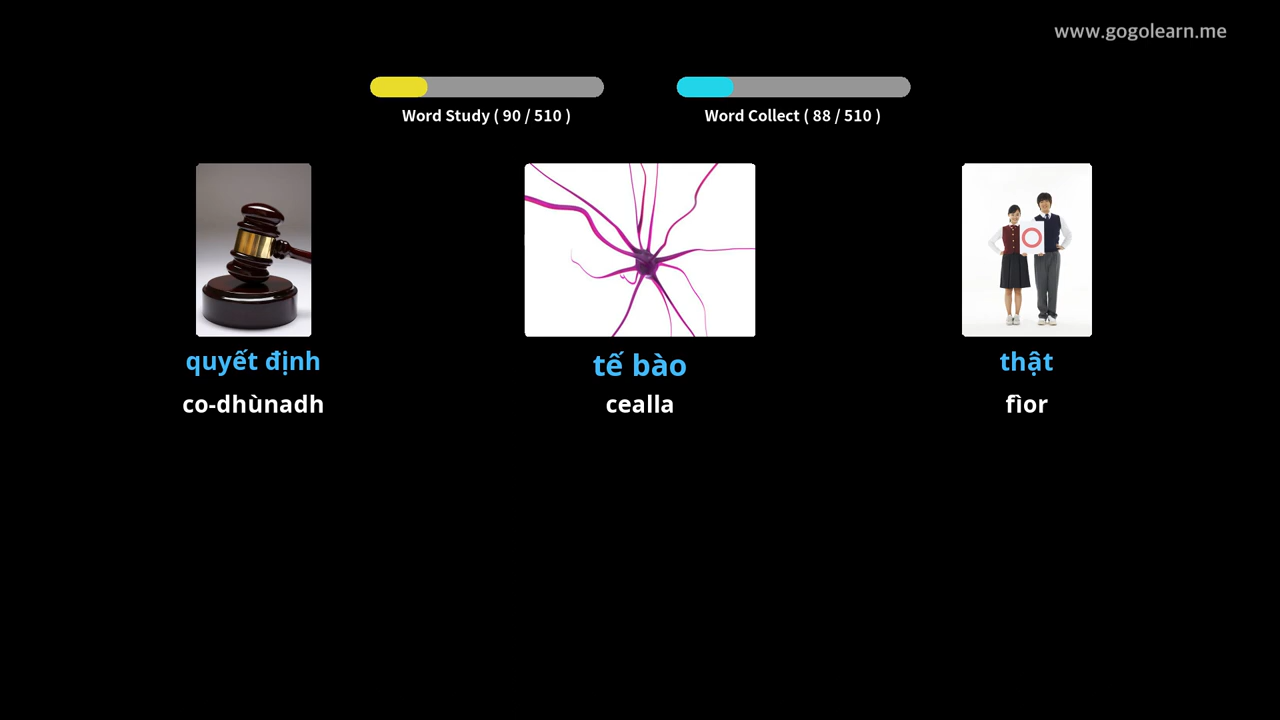 www.gogolearn.me
Word Study ( 90 / 510 )
Word Collect ( 88 / 510 )
quyết định
co-dhùnadh
tế bào
cealla
thật
fìor